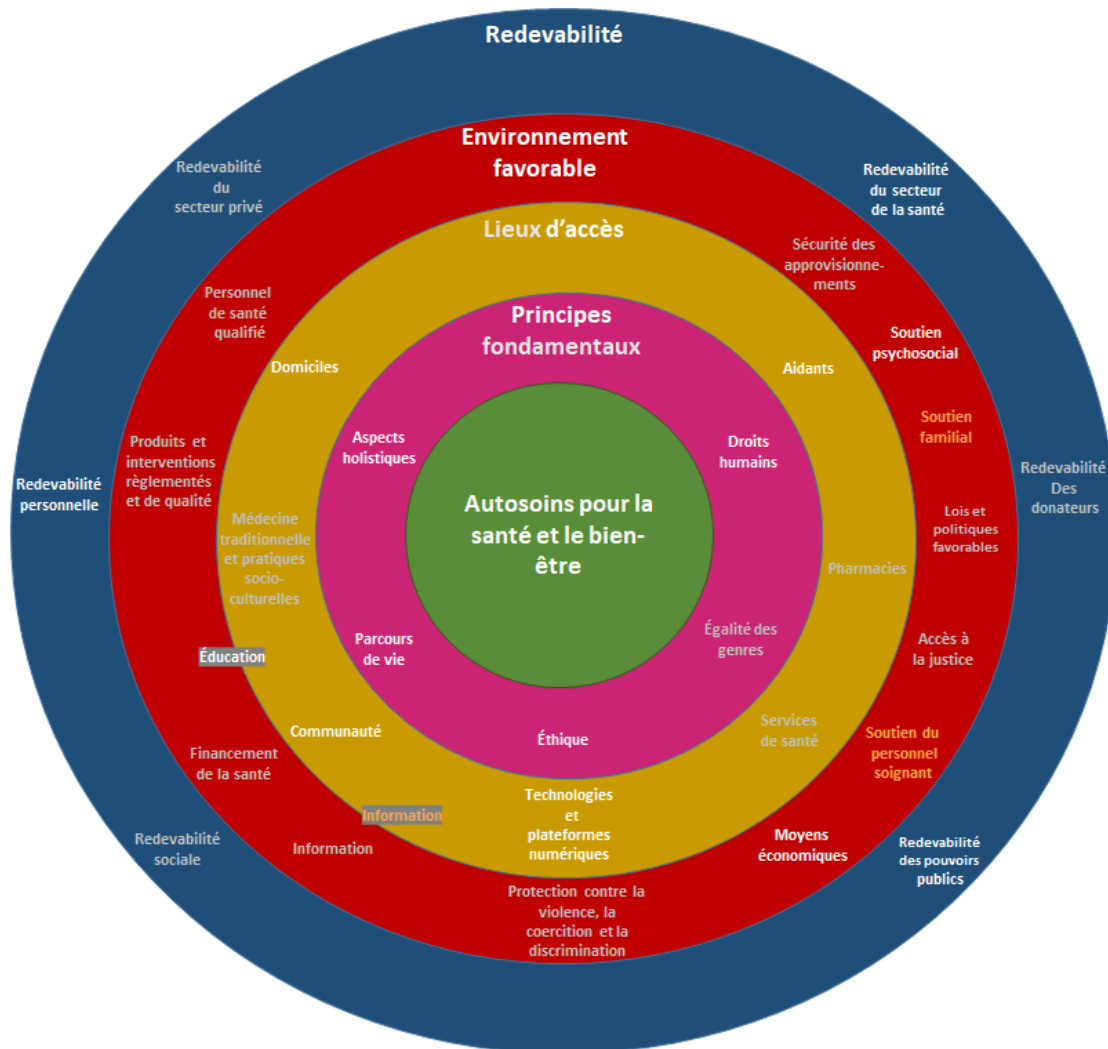 Redevabilité
Environnement
favorable
Lieux d'accès
Principes
fondamentaux
Autosoins pour la
santé et le bien-
être
Redevabilité
du
secteur privé
Redevabilité
du secteur
de la santé
Redevabilité
personnelle
Redevabilité
Des
donateurs
Redevabilité
sociale
Redevabilité
des pouvoirs
publics
Personnel
de santé
qualifié
Sécurité des
approvisionne-
ments
Soutien
psychosocial
Soutien
familial
Produits et
interventions
règlementés
et de qualité
Lois et
politiques
favorables
Accès à
la justice
Éducation
Financement
de la santé
Soutien du
personnel
soignant
Information
Information
Moyens
économiques
Protection contre la
violence, la
coercition et la
discrimination
Domiciles
Aidants
Médecine
traditionnelle
et pratiques
socio-
culturelles
Pharmacies
Communauté
Services
de santé
Technologies
et
plateformes
numériques
Aspects
holistiques
Droits
humains
Parcours
de vie
Égalité des
genres
Éthique